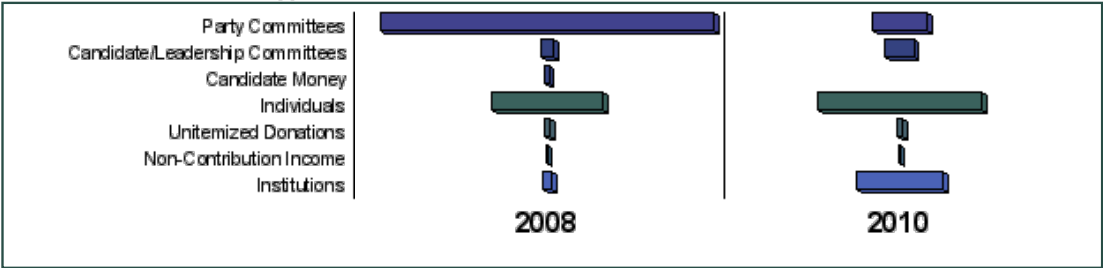 Party Committees
Candidate/Leadership Committees
Candidate Money
Individuals
Unitemized Donations
Non-Contribution Income
Institutions
2008 2010